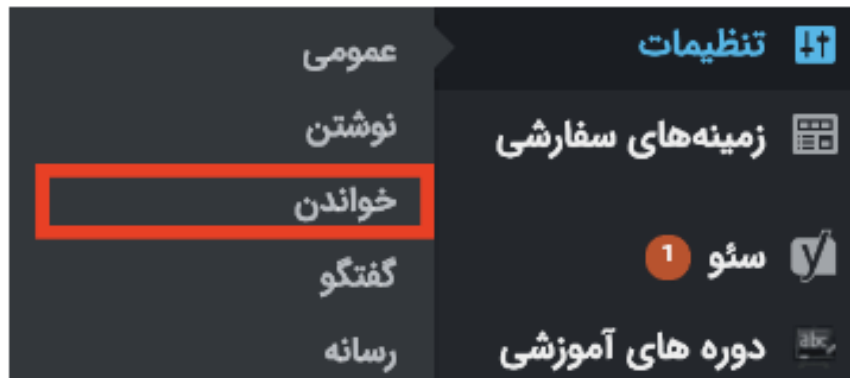 تنظیمات
زمینه‌های سفارشی
سئو 1
دوره های آموزشی
عمومی
نوشتن
خواندن
گفتگو
رسانه